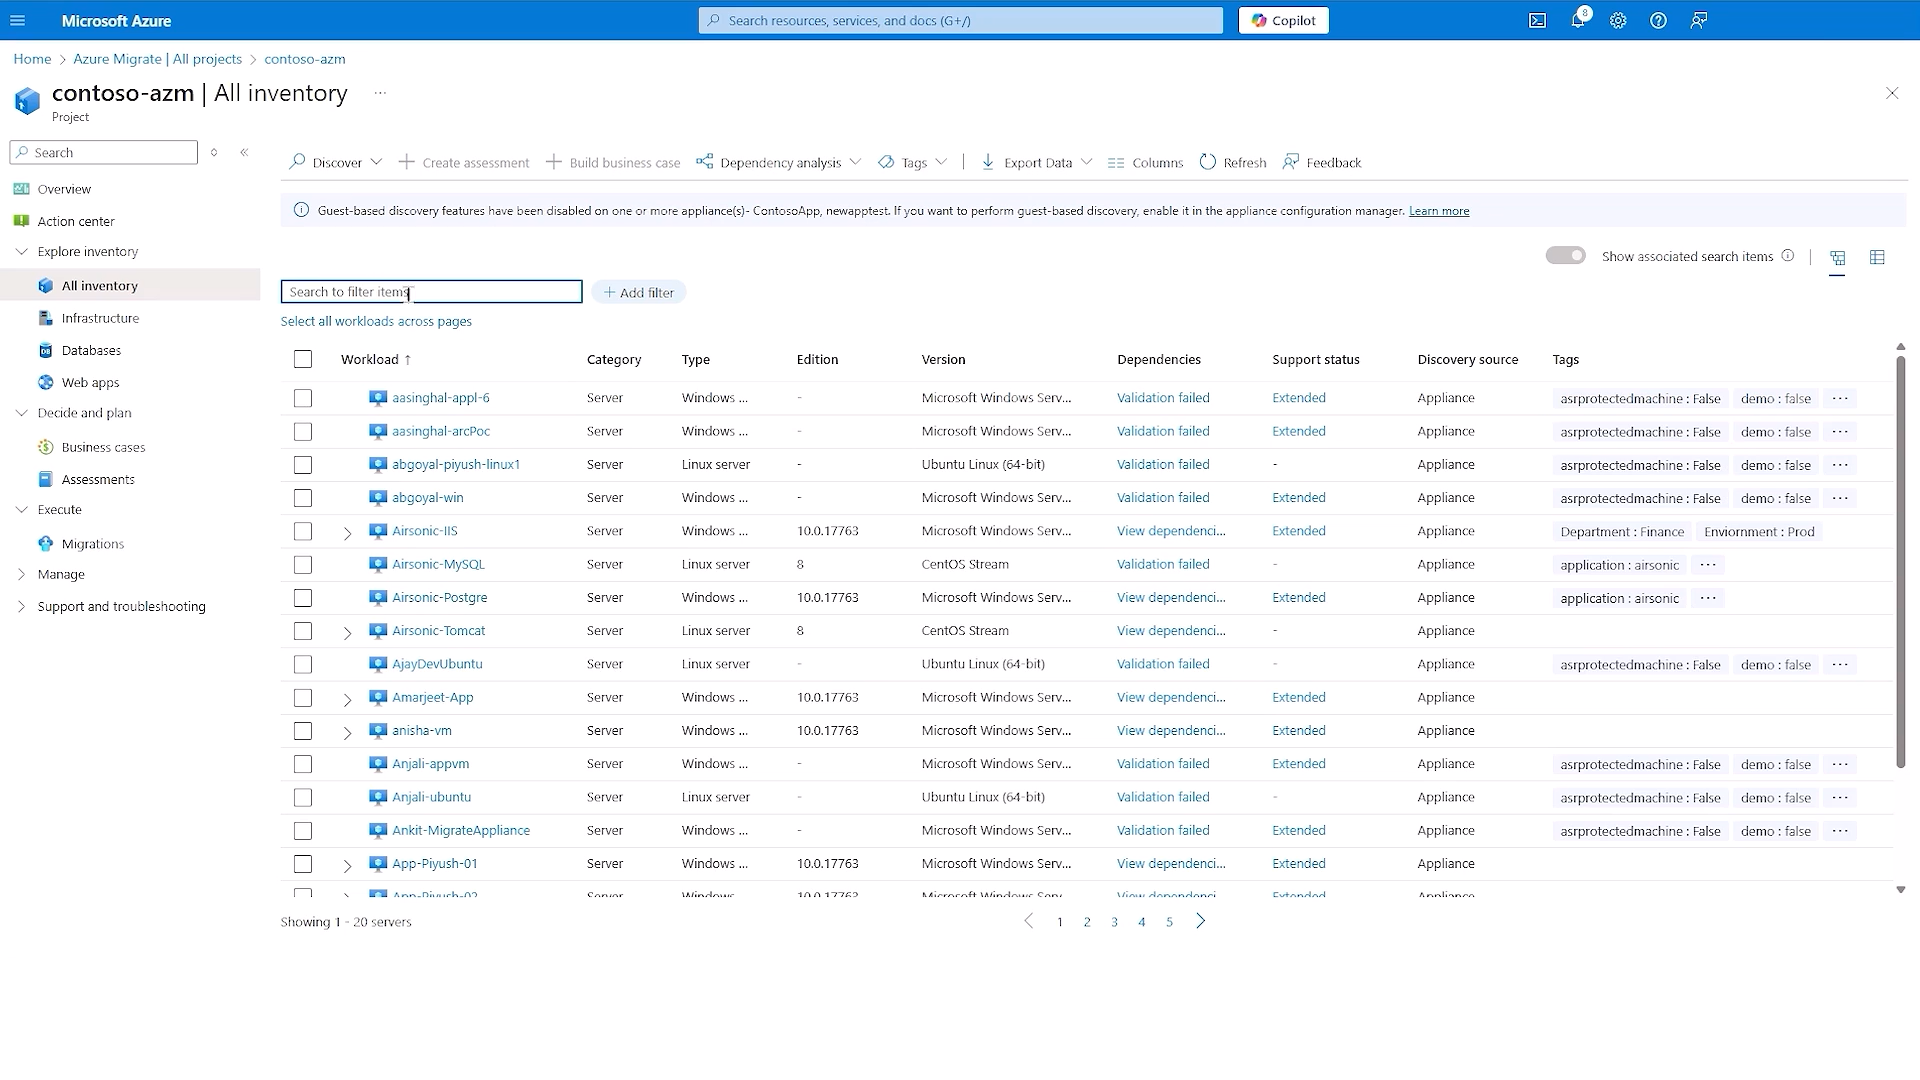 Microsoft Azure
Search resources, services, and docs (G+/)
Copilot
8
Home > Azure Migrate | All projects > contoso-azm
contoso-azm | All inventory ...
Project
Search
Overview
Action center
Explore inventory
All inventory
Infrastructure
Databases
Web apps
Decide and plan
Business cases
Assessments
Execute
Migrations
Manage
Support and troubleshooting
Discover Create assessment Build business case Dependency analysis Tags | Export Data Columns Refresh Feedback
Guest-based discovery features have been disabled on one or more appliance(s)- ContosoApp, newapptest. If you want to perform guest-based discovery, enable it in the appliance configuration manager. Learn more
Show associated search items
Search to filter items
+ Add filter
Select all workloads across pages
Workload ↑ Category Type Edition Version Dependencies Support status Discovery source Tags
aasinghal-appl-6 Server Windows ... - Microsoft Windows Serv... Validation failed Extended Appliance asrprotectedmachine : False demo : false ...
aasinghal-arcPoc Server Windows ... - Microsoft Windows Serv... Validation failed Extended Appliance asrprotectedmachine : False demo : false ...
abgoyal-piyush-linux1 Server Linux server - Ubuntu Linux (64-bit) Validation failed - Appliance asrprotectedmachine : False demo : false ...
abgoyal-win Server Windows ... - Microsoft Windows Serv... Validation failed Extended Appliance asrprotectedmachine : False demo : false ...
Airsonic-IIS Server Windows ... 10.0.17763 Microsoft Windows Serv... View dependenci... Extended Appliance Department : Finance Enviornment : Prod
Airsonic-MySQL Server Linux server 8 CentOS Stream Validation failed - Appliance application : airsonic ...
Airsonic-Postgre Server Windows ... 10.0.17763 Microsoft Windows Serv... View dependenci... Extended Appliance application : airsonic ...
Airsonic-Tomcat Server Linux server 8 CentOS Stream View dependenci... - Appliance
AjayDevUbuntu Server Linux server - Ubuntu Linux (64-bit) Validation failed - Appliance asrprotectedmachine : False demo : false ...
Amarjeet-App Server Windows ... 10.0.17763 Microsoft Windows Serv... View dependenci... Extended Appliance
anisha-vm Server Windows ... 10.0.17763 Microsoft Windows Serv... View dependenci... Extended Appliance
Anjali-appvm Server Windows ... - Microsoft Windows Serv... Validation failed Extended Appliance asrprotectedmachine : False demo : false ...
Anjali-ubuntu Server Linux server - Ubuntu Linux (64-bit) Validation failed - Appliance asrprotectedmachine : False demo : false ...
Ankit-MigrateAppliance Server Windows ... - Microsoft Windows Serv... Validation failed Extended Appliance asrprotectedmachine : False demo : false ...
App-Piyush-01 Server Windows ... 10.0.17763 Microsoft Windows Serv... View dependenci... Extended Appliance
App-Piyush-02 Server Windows 10.0.17763 Microsoft Windows Serv... View dependenci... Extended Appliance
Showing 1 - 20 servers
1 2 3 4 5